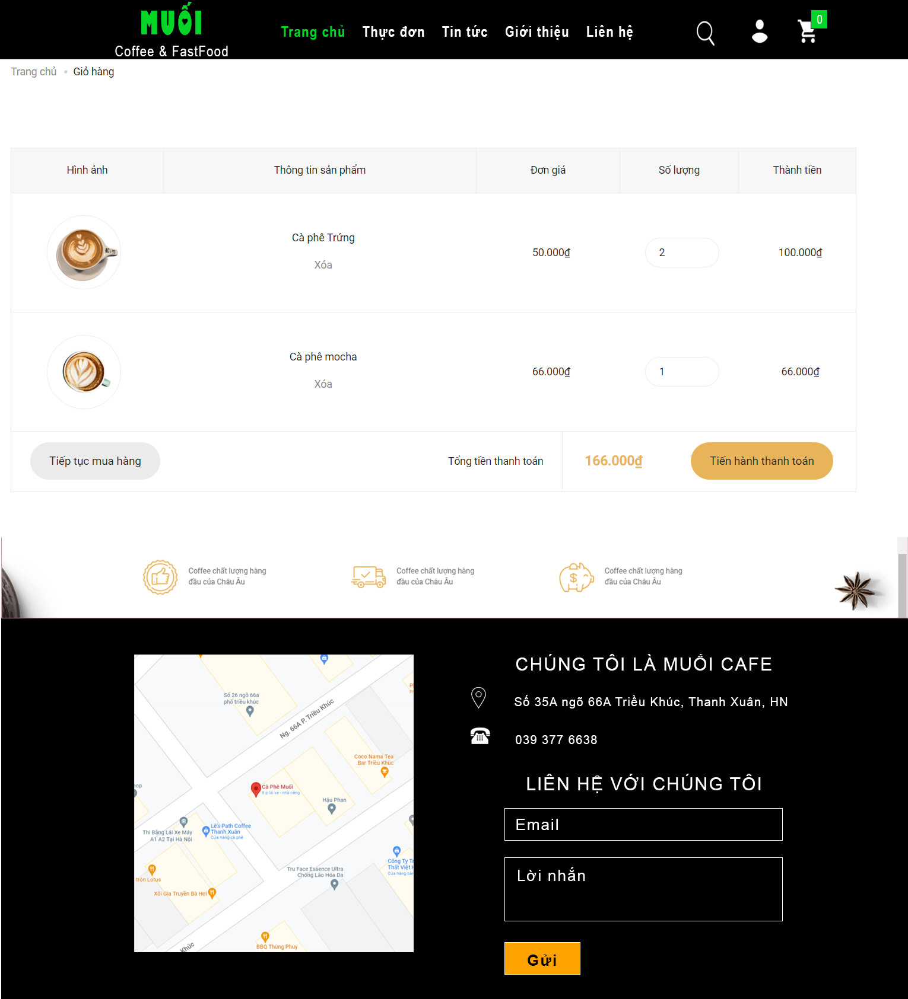 MUỐI
Coffee & FastFood
Trang chủ Thực đơn Tin tức Giới thiệu Liên hệ
0
Trang chủ Giỏ hàng
Hình ảnh Thông tin sản phẩm Đơn giá Số lượng Thành tiền
Cà phê Trứng
Xóa
50.000₫ 2 100.000₫
Cà phê mocha
Xóa
66.000₫ 1 66.000₫
Tiếp tục mua hàng Tổng tiền thanh toán 166.000₫ Tiến hành thanh toán
Coffee chất lượng hàng
đầu của Châu Âu
Coffee chất lượng hàng
đầu của Châu Âu
Coffee chất lượng hàng
đầu của Châu Âu
Số 26 ngõ 66a
phố triều khúc
Ng. 66A P. Triều Khúc
Coco Nama Tea
Bar Triều Khúc
Cà Phê Muối
8 p lái xe - nhà riêng
Hậu Phan
Thi Bằng Lái Xe Máy
A1 A2 Tại Hà Nội
Lê's Path Coffee
Thanh Xuân
Cửa hàng cà phê
Công Ty
Thất Việt
Cửa hàng
Tru Face Essence Ultra
Chống Lão Hóa Da
trộn Lotus
Xôi Gia Truyền Bà Hợi
BBQ Thùng Phuy
Khúc
CHÚNG TÔI LÀ MUỐI CAFE
Số 35A ngõ 66A Triều Khúc, Thanh Xuân, HN
039 377 6638
LIÊN HỆ VỚI CHÚNG TÔI
Email
Lời nhắn
Gửi